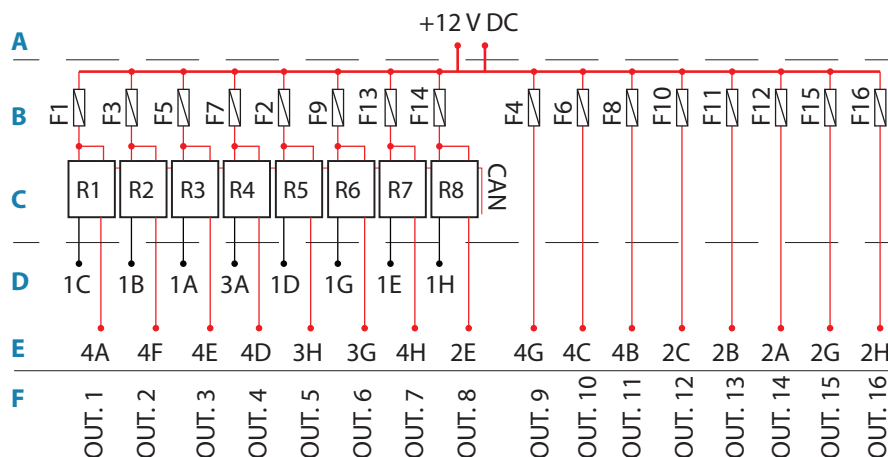 +12 V DC
A
B
F1 F3 F5 F7 F2 F9 F13 F14 F4 F6 F8 F10 F11 F12 F15 F16
C
R1 R2 R3 R4 R5 R6 R7 R8 CAN
D
1C 1B 1A 3A 1D 1G 1E 1H
E
4A 4F 4E 4D 3H 3G 4H 2E 4G 4C 4B 2C 2B 2A 2G 2H
F
OUT. 1 OUT. 2 OUT. 3 OUT. 4 OUT. 5 OUT. 6 OUT. 7 OUT. 8 OUT. 9 OUT. 10 OUT. 11 OUT. 12 OUT. 13 OUT. 14 OUT. 15 OUT. 16